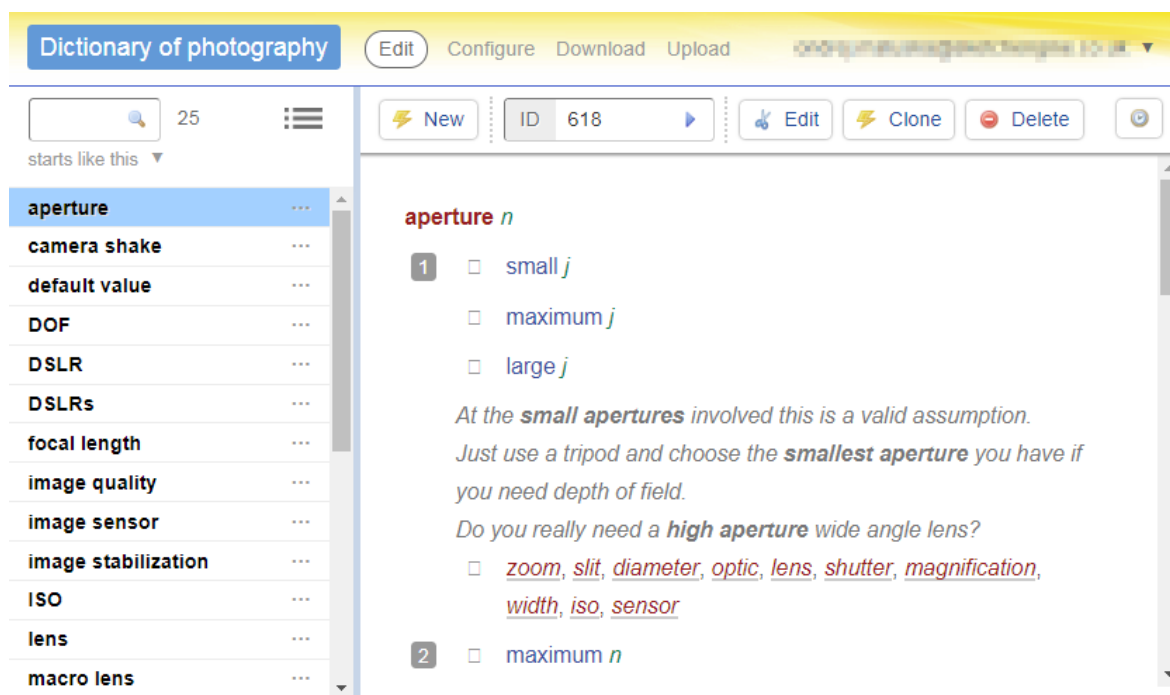 Dictionary of photography Edit Configure Download Upload
25
starts like this
aperture
camera shake
default value
DOF
DSLR
DSLRs
focal length
image quality
image sensor
image stabilization
ISO
lens
macro lens
New ID 618 Edit Clone Delete
aperture n
1 small j
maximum j
large j
At the small apertures involved this is a valid assumption.
Just use a tripod and choose the smallest aperture you have if
you need depth of field.
Do you really need a high aperture wide angle lens?
zoom, slit, diameter, optic, lens, shutter, magnification,
width, iso, sensor
2 maximum n